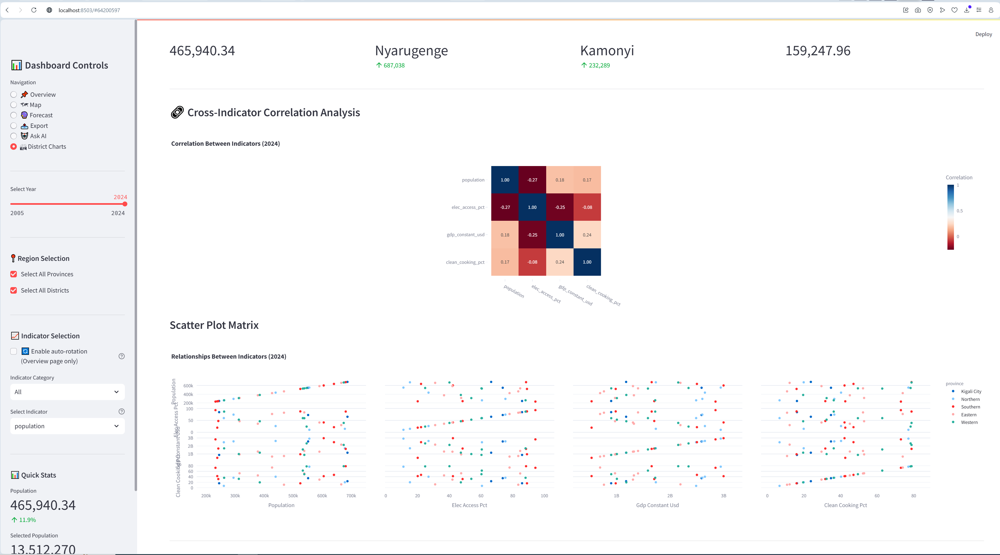 localhost:8503/#64200597
Deploy
Dashboard Controls
Navigation
Overview
Map
Forecast
Export
Ask AI
District Charts
Select Year
2024
2005 2024
Region Selection
Select All Provinces
Select All Districts
Indicator Selection
Enable auto-rotation
(Overview page only)
Indicator Category
All
Select Indicator
population
Quick Stats
Population
465,940.34
11.9%
Selected Population
13,512,270
465,940.34 Nyarugenge Kamonyi 159,247.96
687,038 232,289
Cross-Indicator Correlation Analysis
Correlation Between Indicators (2024)
population 1.00 -0.27 0.18 0.17
elec_access_pct -0.27 1.00 -0.25 -0.08
gdp_constant_usd 0.18 -0.25 1.00 0.24
clean_cooking_pct 0.17 -0.08 0.24 1.00
population elec_access_pct gdp_constant_usd clean_cooking_pct
Correlation
1
0.5
0
Scatter Plot Matrix
Relationships Between Indicators (2024)
Population
600k
400k
200k
Elec Access Pct
100
50
0
Gdp Constant Usd
3B
2B
1B
Clean Cooking Pct
80
60
40
20
0
200k 300k 400k 500k 600k 700k
0 20 40 60 80 100
1B 2B 3B
0 20 40 60 80
Population Elec Access Pct Gdp Constant Usd Clean Cooking Pct
province
Kigali City
Northern
Southern
Eastern
Western